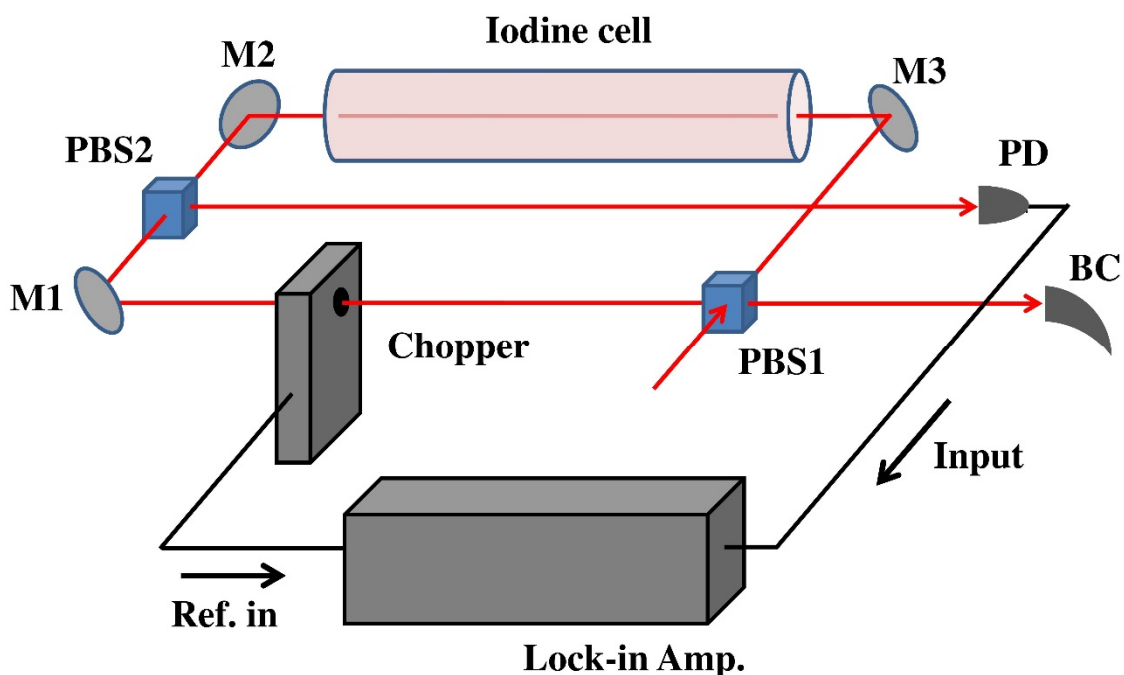 Iodine cell
M2
M3
PBS2
PD
M1
BC
Chopper
PBS1
Input
Ref. in
Lock-in Amp.